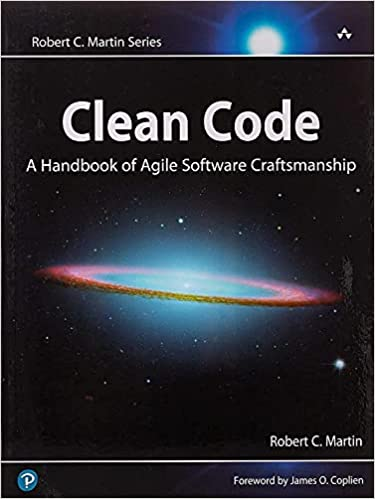 Robert C. Martin Series
Clean Code
A Handbook of Agile Software Craftsmanship
Robert C. Martin
Foreword by James O. Coplien